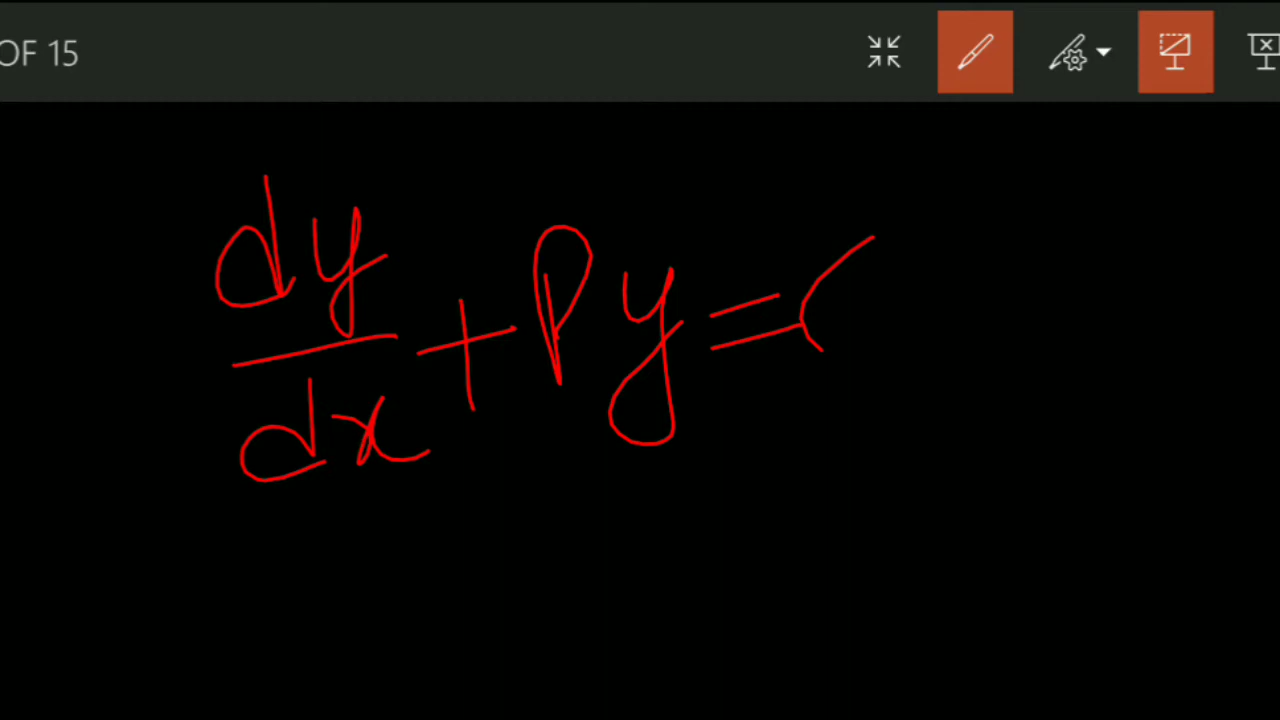 OF 15
dy/dx + Py =